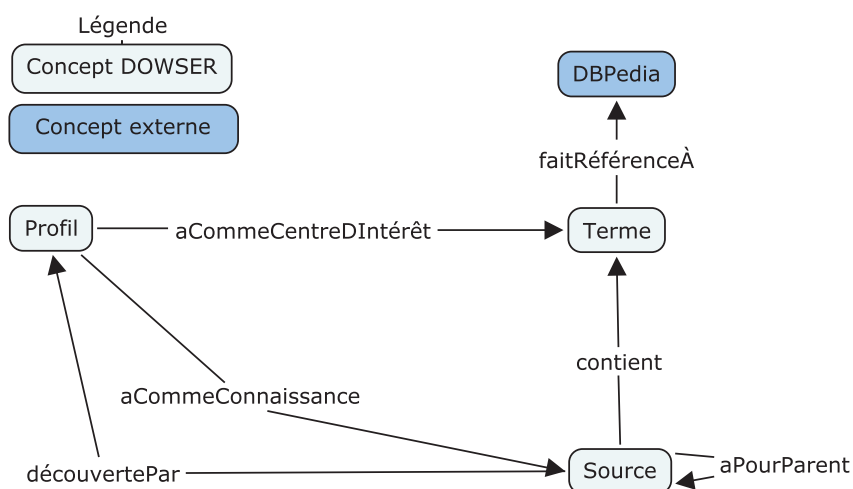 Légende
Concept DOWSER
Concept externe
DBPedia
faitRéférenceÀ
Profil
aCommeCentreDIntérêt
Terme
contient
aCommeConnaissance
découvertePar
Source
aPourParent